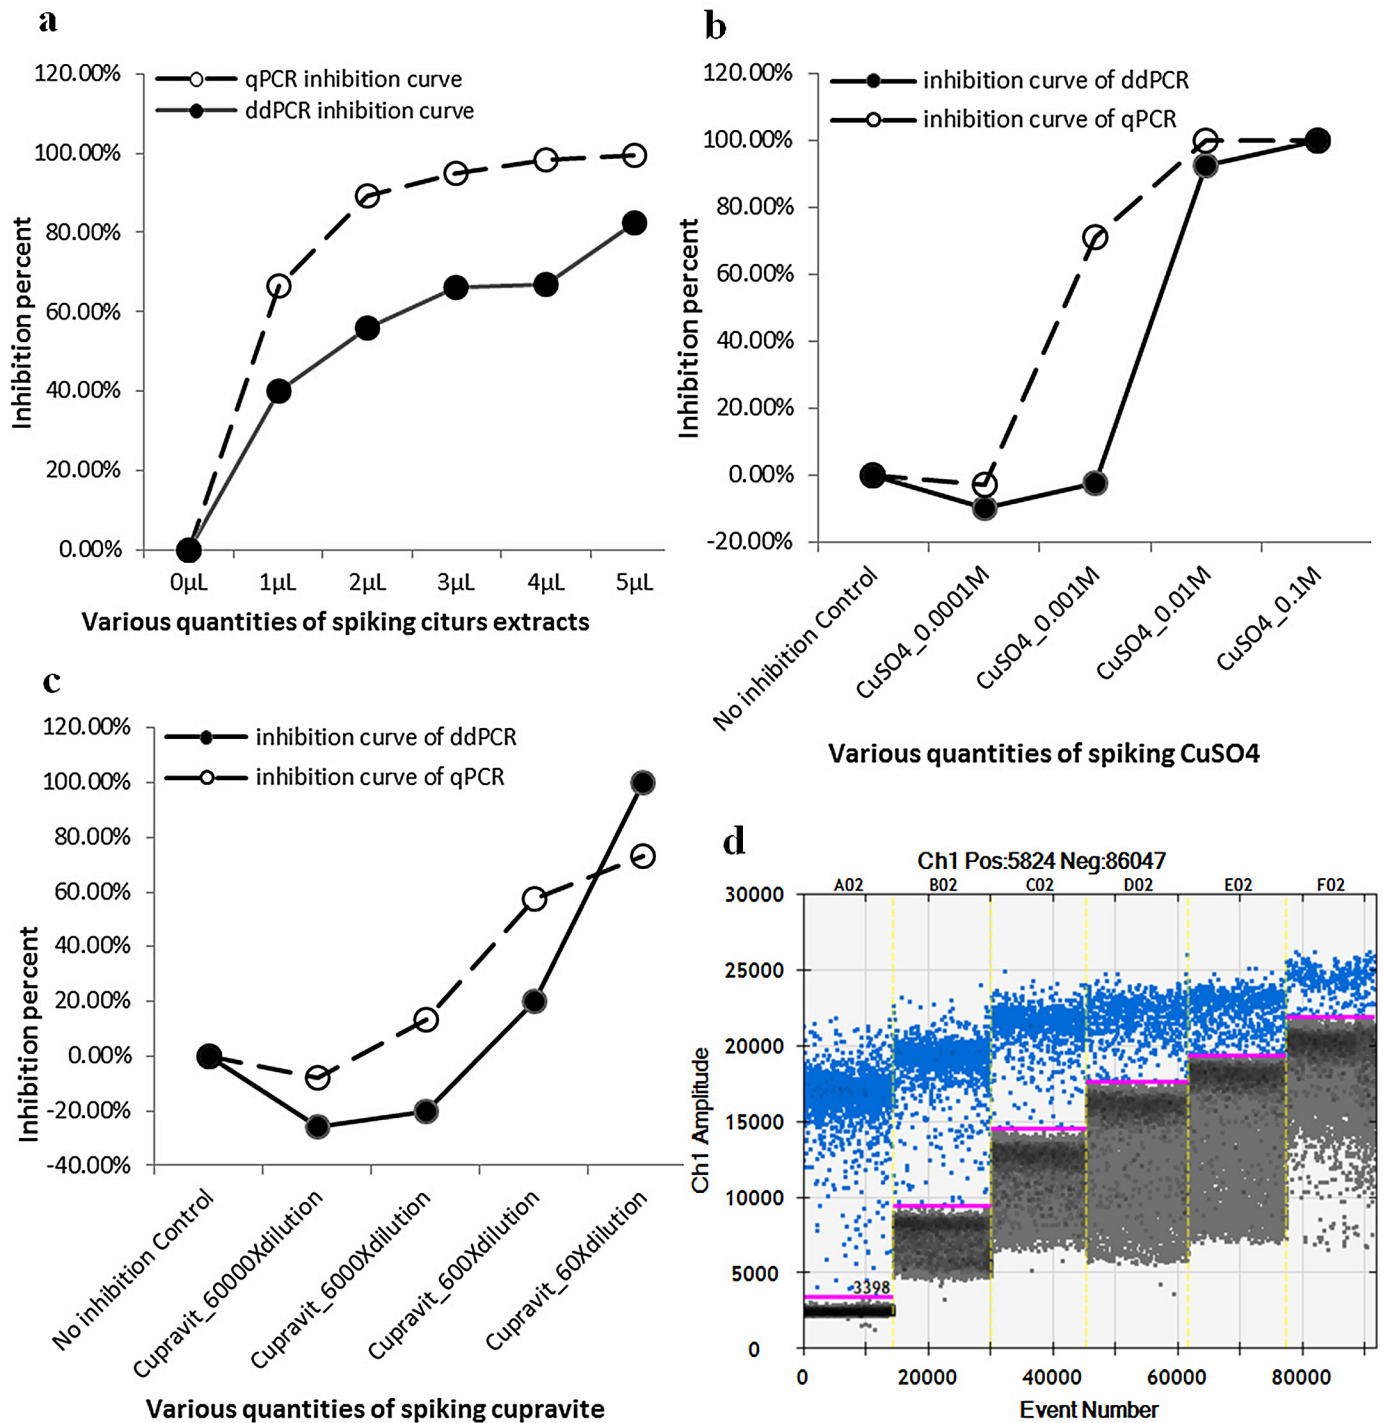 a
120.00%
100.00%
80.00%
60.00%
40.00%
20.00%
0.00%
Inhibition percent
qPCR inhibition curve
ddPCR inhibition curve
0µL 1µL 2µL 3µL 4µL 5µL
Various quantities of spiking citurs extracts
b
120.00%
100.00%
80.00%
60.00%
40.00%
20.00%
0.00%
-20.00%
Inhibition percent
inhibition curve of ddPCR
inhibition curve of qPCR
No inhibition Control
CuSO4_0.0001M
CuSO4_0.001M
CuSO4_0.01M
CuSO4_0.1M
Various quantities of spiking CuSO4
c
120.00%
100.00%
80.00%
60.00%
40.00%
20.00%
0.00%
-20.00%
-40.00%
Inhibition percent
inhibition curve of ddPCR
inhibition curve of qPCR
No inhibition Control
Cupravit_60000Xdilution
Cupravit_6000Xdilution
Cupravit_600Xdilution
Cupravit_60Xdilution
Various quantities of spiking cupravite
d
Ch1 Pos:5824 Neg:86047
A02 B02 C02 D02 E02 F02
30000
25000
20000
15000
10000
5000
0
Ch1 Amplitude
3398
0 20000 40000 60000 80000
Event Number